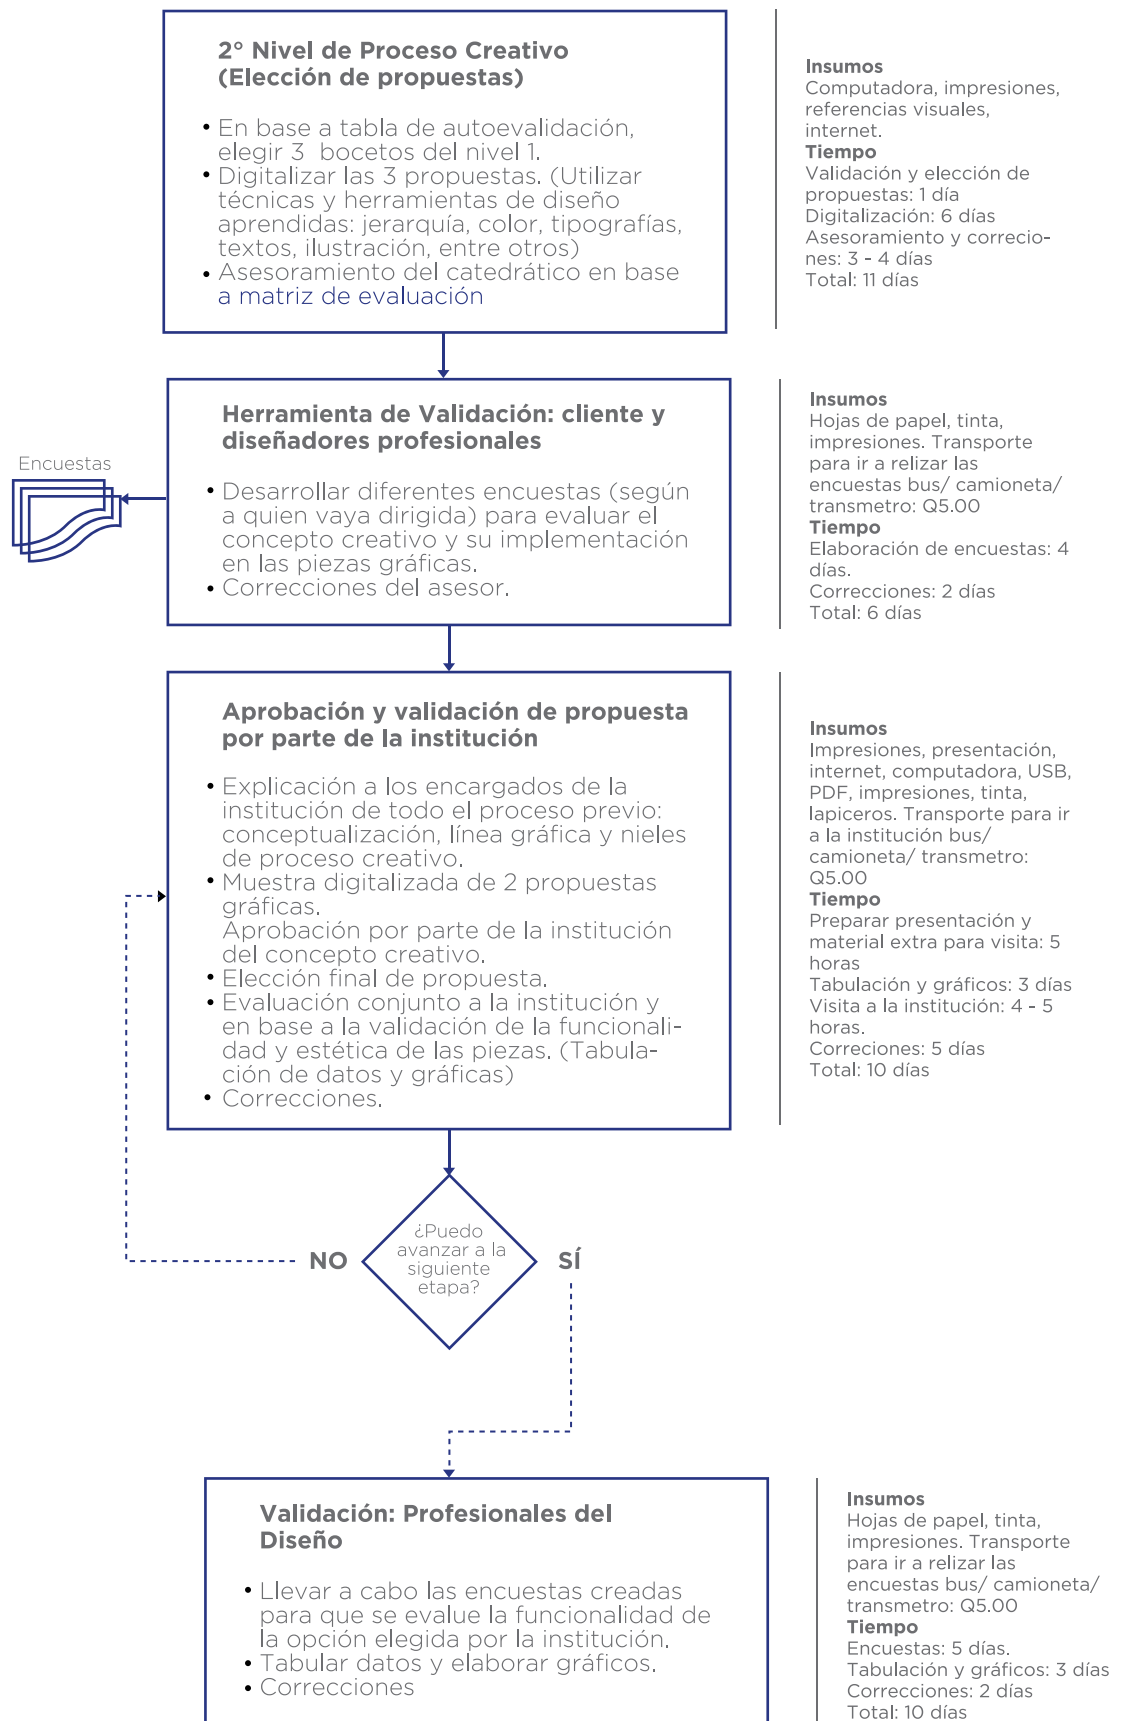 2° Nivel de Proceso Creativo
(Elección de propuestas)
• En base a tabla de autoevalidación,
elegir 3 bocetos del nivel 1.
• Digitalizar las 3 propuestas. (Utilizar
técnicas y herramientas de diseño
aprendidas: jerarquía, color, tipografías,
textos, ilustración, entre otros)
• Asesoramiento del catedrático en base
a matriz de evaluación
Insumos
Computadora, impresiones,
referencias visuales,
internet.
Tiempo
Validación y elección de
propuestas: 1 día
Digitalización: 6 días
Asesoramiento y correcio-
nes: 3 - 4 días
Total: 11 días
Herramienta de Validación: cliente y
diseñadores profesionales
• Desarrollar diferentes encuestas (según
a quien vaya dirigida) para evaluar el
concepto creativo y su implementación
en las piezas gráficas.
• Correcciones del asesor.
Encuestas
Insumos
Hojas de papel, tinta,
impresiones. Transporte
para ir a relizar las
encuestas bus/ camioneta/
transmetro: Q5.00
Tiempo
Elaboración de encuestas: 4
días.
Correcciones: 2 días
Total: 6 días
Aprobación y validación de propuesta
por parte de la institución
• Explicación a los encargados de la
institución de todo el proceso previo:
conceptualización, línea gráfica y nieles
de proceso creativo.
• Muestra digitalizada de 2 propuestas
gráficas.
Aprobación por parte de la institución
del concepto creativo.
• Elección final de propuesta.
• Evaluación conjunto a la institución y
en base a la validación de la funcionali-
dad y estética de las piezas. (Tabula-
ción de datos y gráficas)
• Correcciones.
Insumos
Impresiones, presentación,
internet, computadora, USB,
PDF, impresiones, tinta,
lapiceros. Transporte para ir
a la institución bus/
camioneta/ transmetro:
Q5.00
Tiempo
Preparar presentación y
material extra para visita: 5
horas
Tabulación y gráficos: 3 días
Visita a la institución: 4 - 5
horas.
Correciones: 5 días
Total: 10 días
¿Puedo
avanzar a la
siguiente
etapa?
NO
SÍ
Validación: Profesionales del
Diseño
• Llevar a cabo las encuestas creadas
para que se evalue la funcionalidad de
la opción elegida por la institución.
• Tabular datos y elaborar gráficos.
• Correcciones
Insumos
Hojas de papel, tinta,
impresiones. Transporte
para ir a relizar las
encuestas bus/ camioneta/
transmetro: Q5.00
Tiempo
Encuestas: 5 días.
Tabulación y gráficos: 3 días
Correcciones: 2 días
Total: 10 días